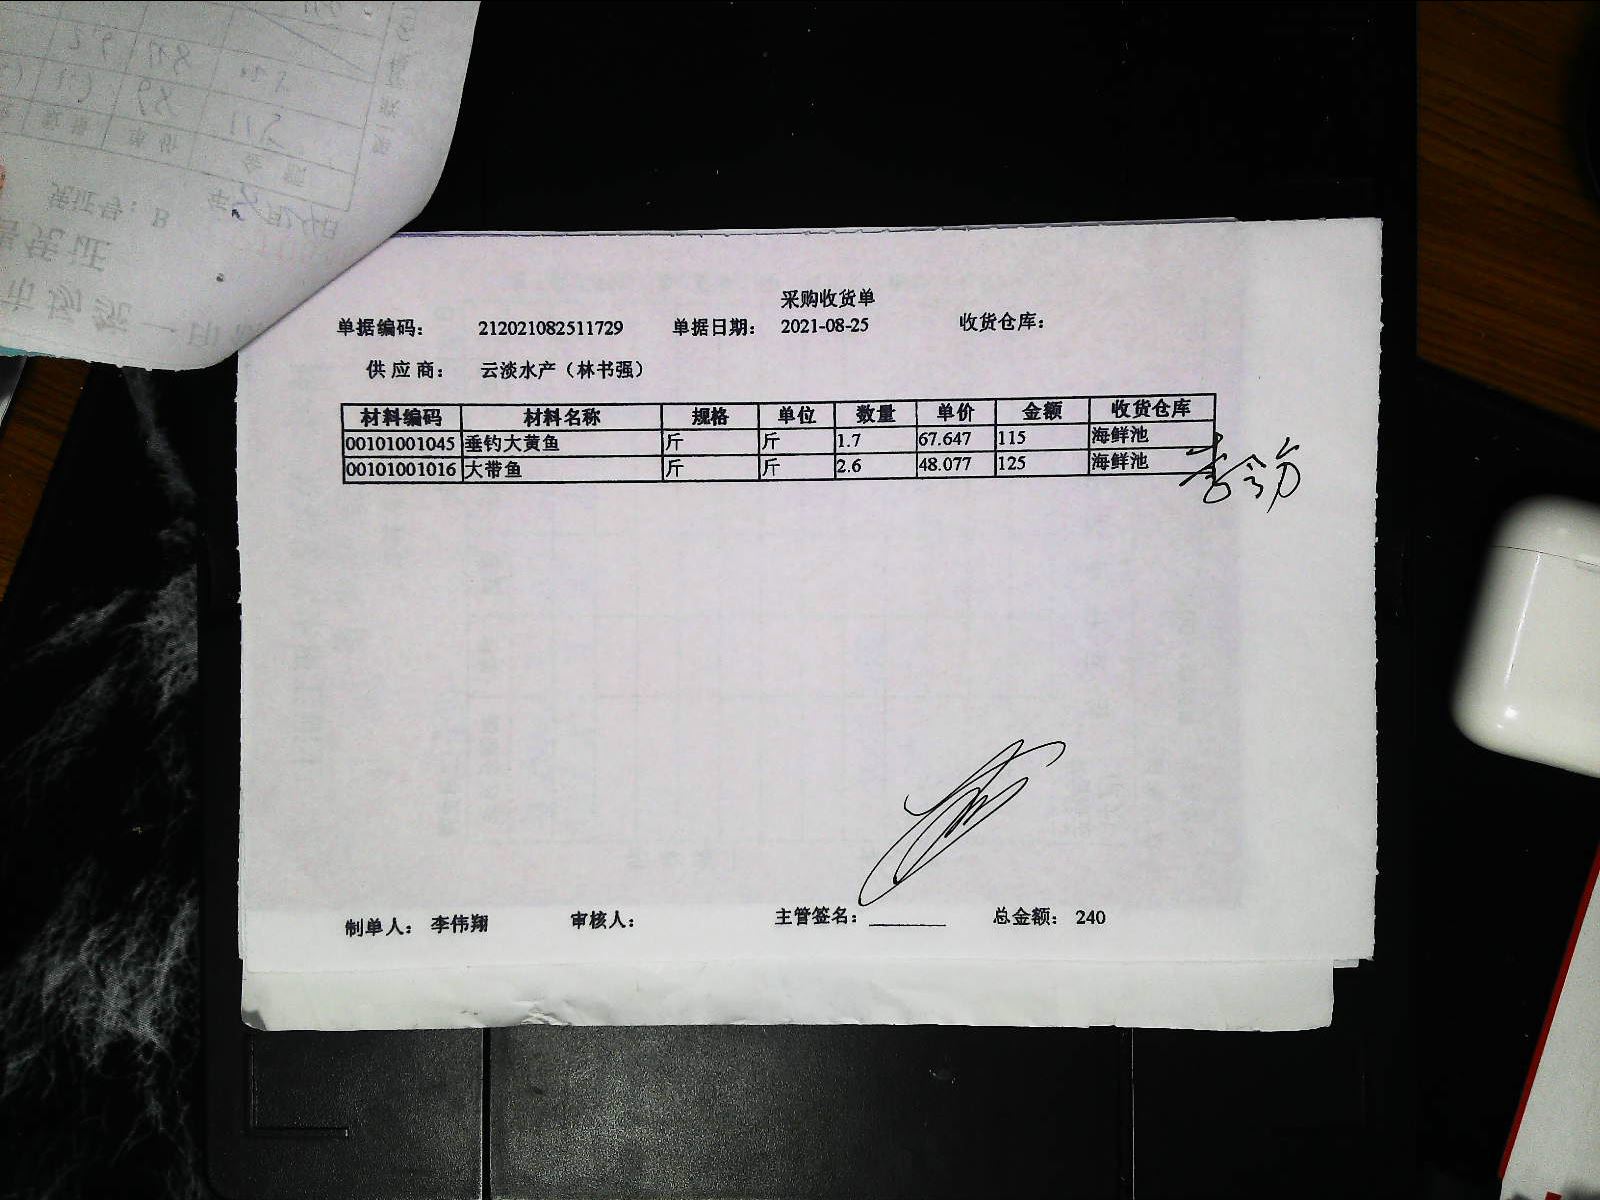 采购收货单
单据编码： 212021082511729 单据日期： 2021-08-25 收货仓库：
供应商： 云淡水产（林书强）
材料编码 材料名称 规格 单位 数量 单价 金额 收货仓库
00101001045 垂钓大黄鱼 斤 斤 1.7 67.647 115 海鲜池
00101001016 大带鱼 斤 斤 2.6 48.077 125 海鲜池
制单人： 李伟翔 审核人： 主管签名： 总金额： 240